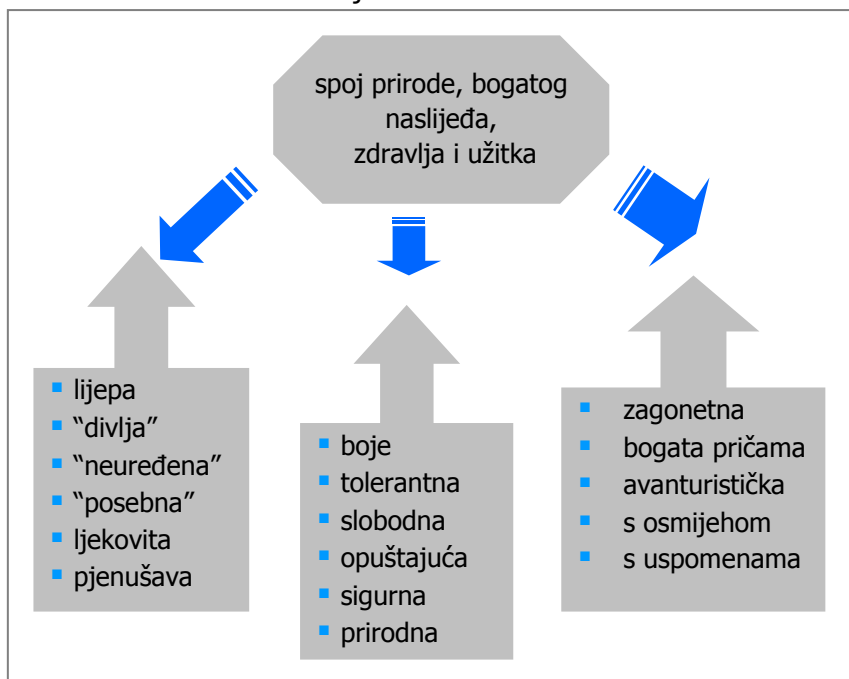 spoj prirode, bogatog
naslijeđa,
zdravlja i užitka
▪ lijepa
▪ “divlja”
▪ “neuređena”
▪ “posebna”
▪ ljekovita
▪ pjenušava
▪ boje
▪ tolerantna
▪ slobodna
▪ opuštajuća
▪ sigurna
▪ prirodna
▪ zagonetna
▪ bogata pričama
▪ avanturistička
▪ s osmijehom
▪ s uspomenama